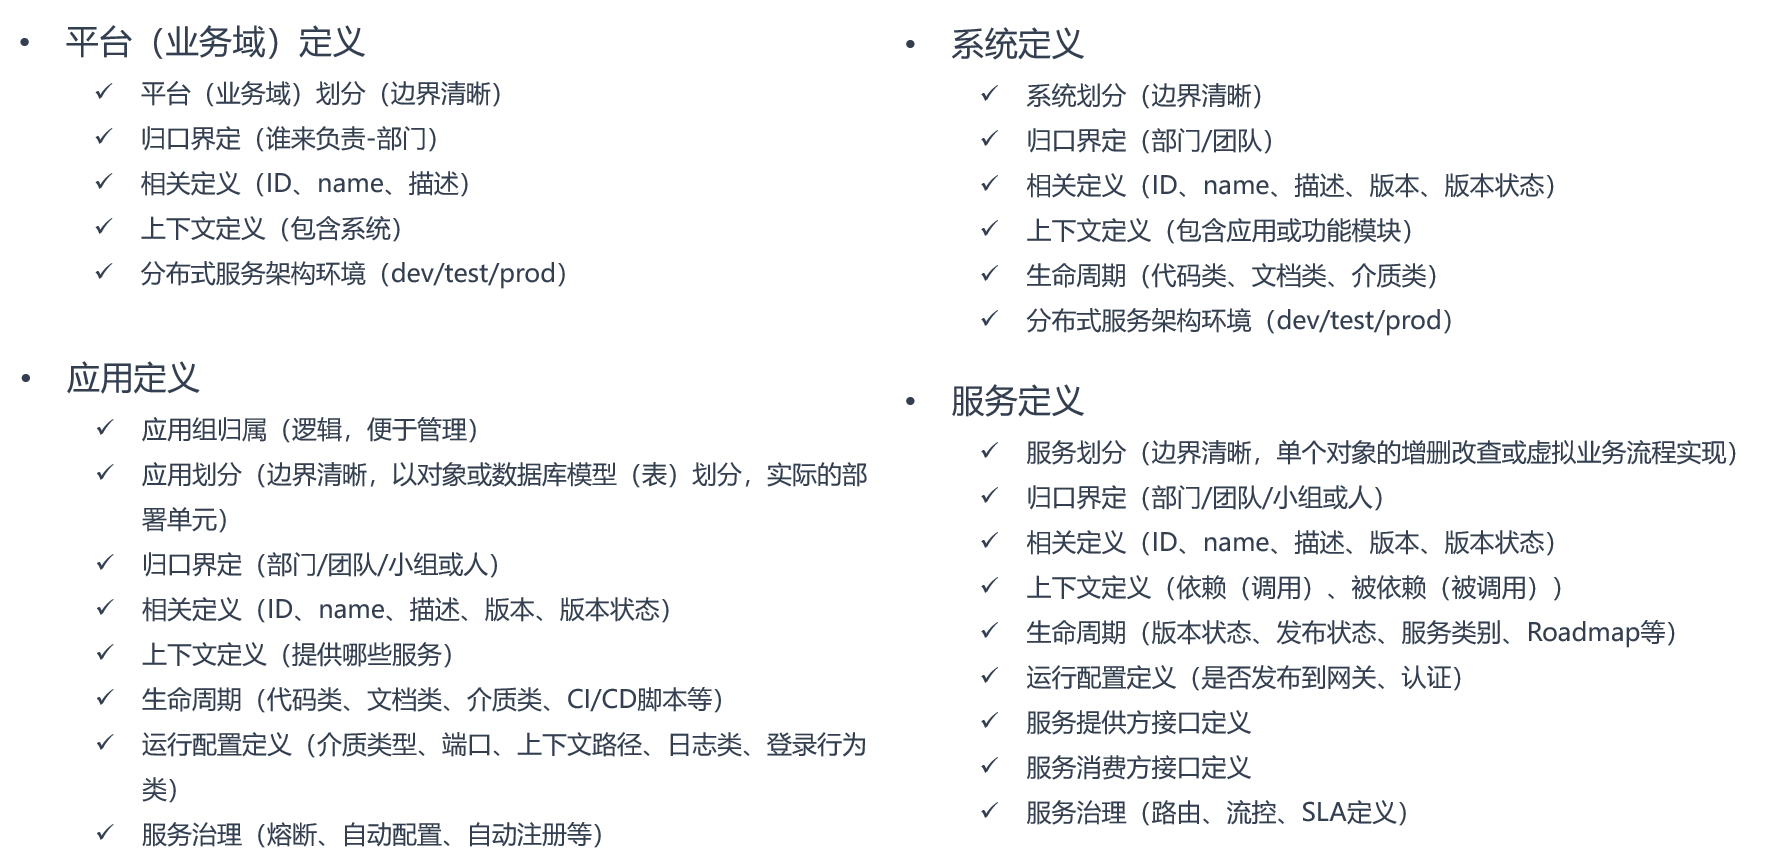 • 平台（业务域）定义
✓ 平台（业务域）划分（边界清晰）
✓ 归口界定（谁来负责-部门）
✓ 相关定义（ID、name、描述）
✓ 上下文定义（包含系统）
✓ 分布式服务架构环境（dev/test/prod）
• 应用定义
✓ 应用组归属（逻辑，便于管理）
✓ 应用划分（边界清晰，以对象或数据库模型（表）划分，实际的部
署单元）
✓ 归口界定（部门/团队/小组或人）
✓ 相关定义（ID、name、描述、版本、版本状态）
✓ 上下文定义（提供哪些服务）
✓ 生命周期（代码类、文档类、介质类、CI/CD脚本等）
✓ 运行配置定义（介质类型、端口、上下文路径、日志类、登录行为
类）
✓ 服务治理（熔断、自动配置、自动注册等）
• 系统定义
✓ 系统划分（边界清晰）
✓ 归口界定（部门/团队）
✓ 相关定义（ID、name、描述、版本、版本状态）
✓ 上下文定义（包含应用或功能模块）
✓ 生命周期（代码类、文档类、介质类）
✓ 分布式服务架构环境（dev/test/prod）
• 服务定义
✓ 服务划分（边界清晰，单个对象的增删改查或虚拟业务流程实现）
✓ 归口界定（部门/团队/小组或人）
✓ 相关定义（ID、name、描述、版本、版本状态）
✓ 上下文定义（依赖（调用）、被依赖（被调用））
✓ 生命周期（版本状态、发布状态、服务类别、Roadmap等）
✓ 运行配置定义（是否发布到网关、认证）
✓ 服务提供方接口定义
✓ 服务消费方接口定义
✓ 服务治理（路由、流控、SLA定义）